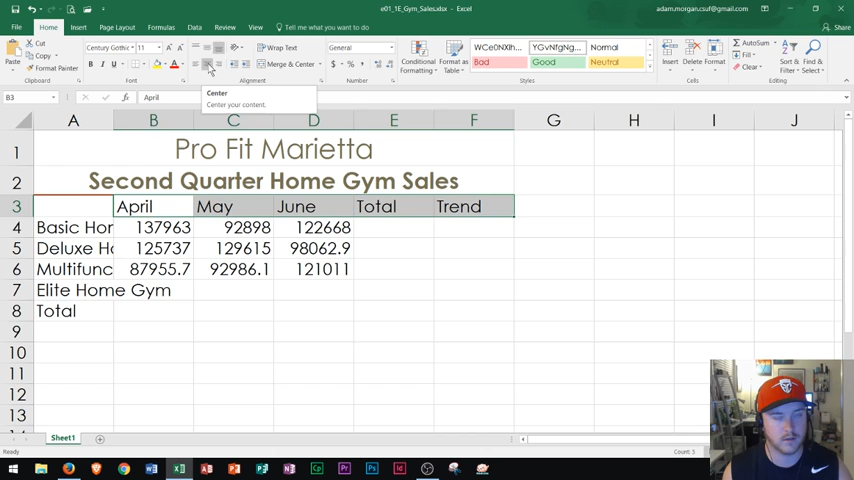 e01_1E_Gym_Sales.xlsx - Excel
adam.morgan.csuf@gmail.com
File Home Insert Page Layout Formulas Data Review View Tell me what you want to do
Share
Cut
Copy
Format Painter
Paste
Clipboard
Century Gothic 11
B I U
Font
Wrap Text
Merge & Center
Alignment
General
$ % ,
Number
Conditional Formatting
Format as Table
WCe0NXlh... YGvNfgNg... Normal
Bad Good Neutral
Styles
Insert Delete Format
Cells
AutoSum
Fill
Clear
Sort & Filter
Find & Select
Editing
B3 fx April
Center
Center your content.
A B C D E F G H I J
1 Pro Fit Marietta
2 Second Quarter Home Gym Sales
3 April May June Total Trend
4 Basic Hor 137963 92898 122668
5 Deluxe Ho 125737 129615 98062.9
6 Multifunc 87955.7 92986.1 121011
7 Elite Home Gym
8 Total
9
10
11
12
13
Sheet1
Count: 5